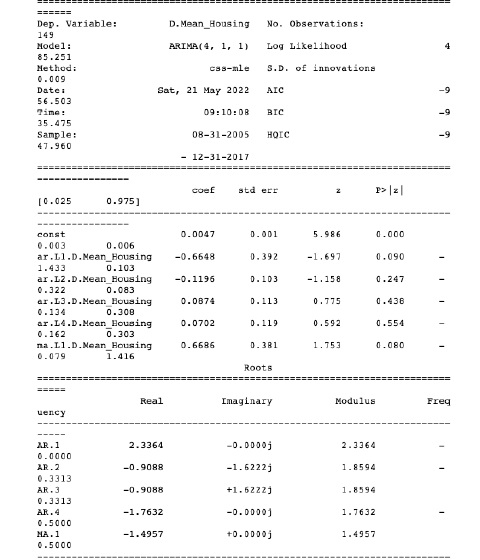 ==============================================================================
======
Dep. Variable: D.Mean_Housing No. Observations:
149
Model: ARIMA(4, 1, 1) Log Likelihood 4
85.251
Method: css-mle S.D. of innovations
0.009
Date: Sat, 21 May 2022 AIC -9
56.503
Time: 09:10:08 BIC -9
35.475
Sample: 08-31-2005 HQIC -9
47.960
- 12-31-2017
==============================================================================
----------------
coef std err z P>|z|
[0.025 0.975]
------------------------------------------------------------------------------
----------------
const 0.0047 0.001 5.986 0.000
0.003 0.006
ar.L1.D.Mean_Housing -0.6648 0.392 -1.697 0.090 -
1.433 0.103
ar.L2.D.Mean_Housing -0.1196 0.103 -1.158 0.247 -
0.322 0.083
ar.L3.D.Mean_Housing 0.0874 0.113 0.775 0.438 -
0.134 0.308
ar.L4.D.Mean_Housing 0.0702 0.119 0.592 0.554 -
0.162 0.303
ma.L1.D.Mean_Housing 0.6686 0.381 1.753 0.080 -
0.079 1.416
Roots
==============================================================================
=====
Real Imaginary Modulus Freq
uency
------------------------------------------------------------------------------
-----
AR.1 2.3364 -0.0000j 2.3364 -
0.0000
AR.2 -0.9088 -1.6222j 1.8594 -
0.3313
AR.3 -0.9088 +1.6222j 1.8594
0.3313
AR.4 -1.7632 -0.0000j 1.7632 -
0.5000
MA.1 -1.4957 +0.0000j 1.4957
0.5000
------------------------------------------------------------------------------